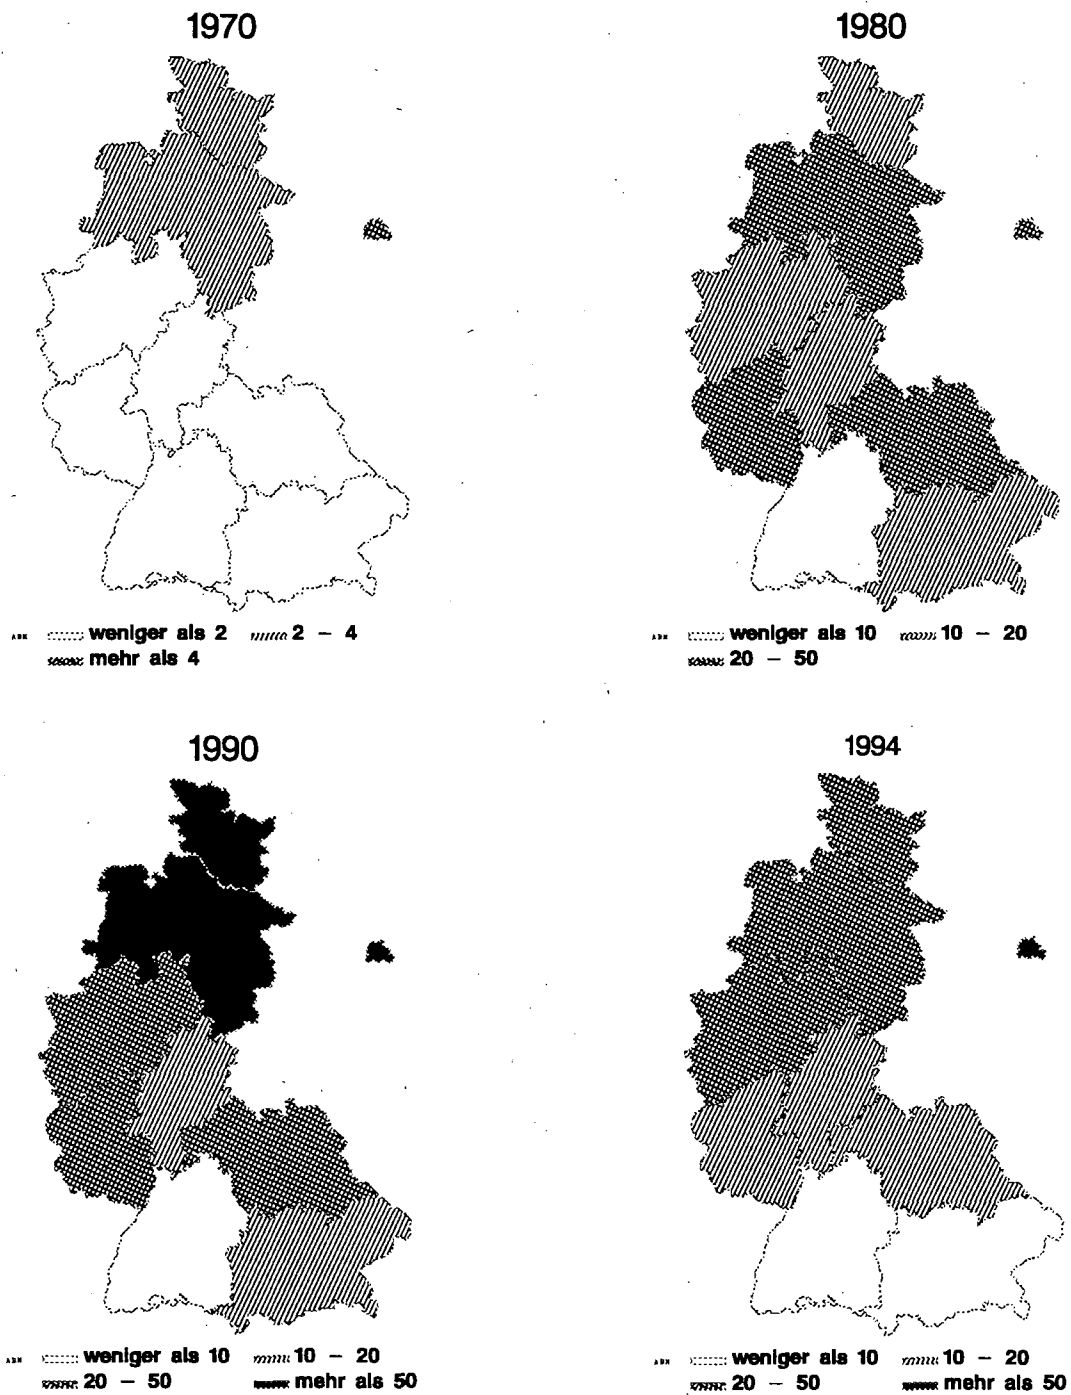 1970
1980
weniger als 2 2 – 4
mehr als 4
weniger als 10 10 – 20
20 – 50
1990
1994
weniger als 10 10 – 20
20 – 50 mehr als 50
weniger als 10 10 – 20
20 – 50 mehr als 50